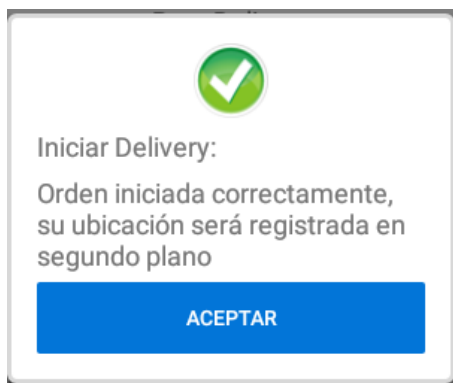 Iniciar Delivery:
Orden iniciada correctamente,
su ubicación será registrada en
segundo plano
ACEPTAR